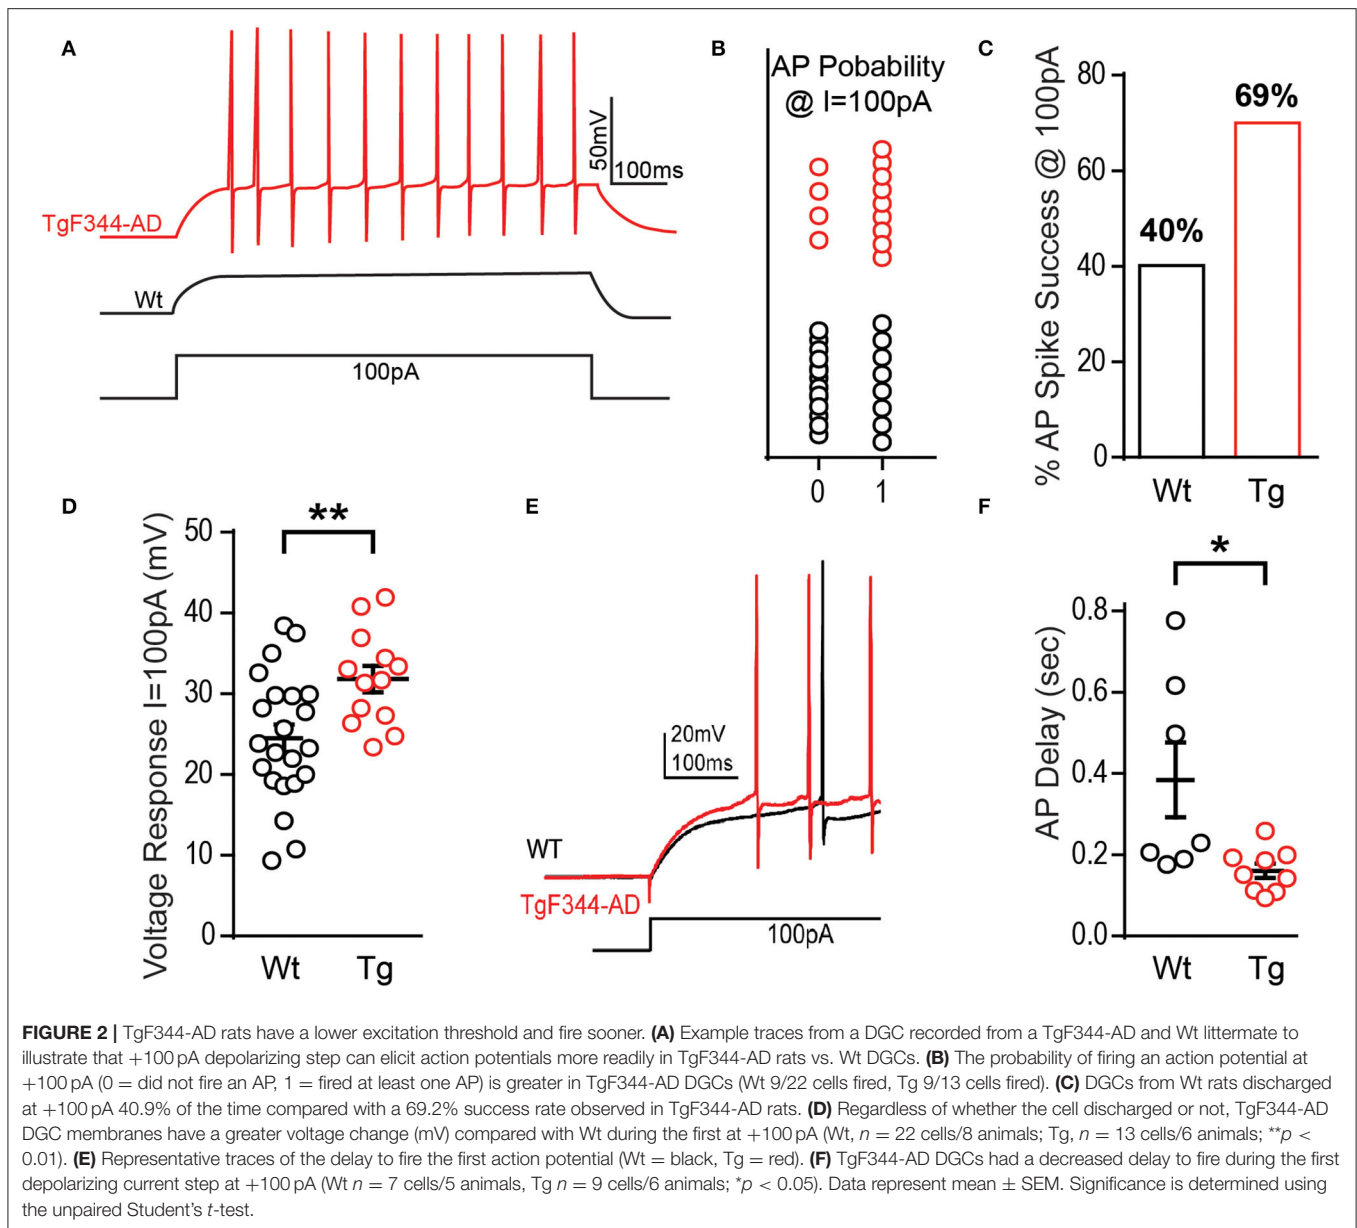 (A)
TgF344-AD
50mV
100ms
Wt
100pA
(B)
AP Pobability
@ I=100pA
0 1
(C)
% AP Spike Success @ 100pA
80
60
40
20
0
40%
69%
Wt Tg
(D)
Voltage Response I=100pA (mV)
50
40
30
20
10
0
**
Wt Tg
(E)
20mV
100ms
WT
TgF344-AD
100pA
(F)
AP Delay (sec)
0.8
0.6
0.4
0.2
0.0
*
Wt Tg
FIGURE 2 | TgF344-AD rats have a lower excitation threshold and fire sooner. (A) Example traces from a DGC recorded from a TgF344-AD and Wt littermate to
illustrate that +100 pA depolarizing step can elicit action potentials more readily in TgF344-AD rats vs. Wt DGCs. (B) The probability of firing an action potential at
+100 pA (0 = did not fire an AP, 1 = fired at least one AP) is greater in TgF344-AD DGCs (Wt 9/22 cells fired, Tg 9/13 cells fired). (C) DGCs from Wt rats discharged
at +100 pA 40.9% of the time compared with a 69.2% success rate observed in TgF344-AD rats. (D) Regardless of whether the cell discharged or not, TgF344-AD
DGC membranes have a greater voltage change (mV) compared with Wt during the first at +100 pA (Wt, n = 22 cells/8 animals; Tg, n = 13 cells/6 animals; **p <
0.01). (E) Representative traces of the delay to fire the first action potential (Wt = black, Tg = red). (F) TgF344-AD DGCs had a decreased delay to fire during the first
depolarizing current step at +100 pA (Wt n = 7 cells/5 animals, Tg n = 9 cells/6 animals; *p < 0.05). Data represent mean ± SEM. Significance is determined using
the unpaired Student's t-test.